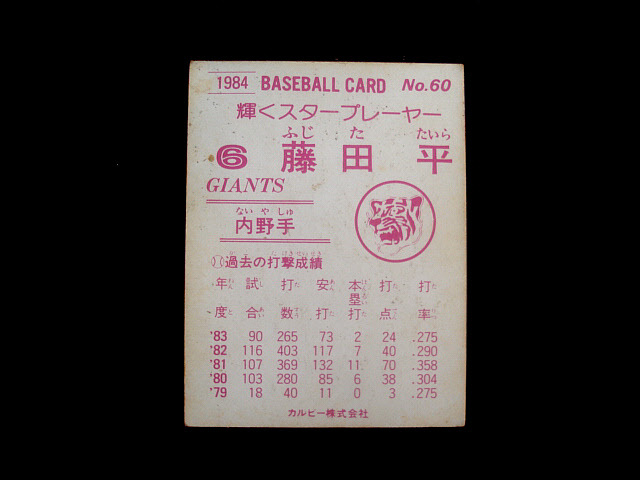 1984 BASEBALL CARD No.60
輝くスタープレーヤー
ふじ た たいら
6 藤田 平
GIANTS
ない や しゅ
内野手
過去の打撃成績
年 試 打 安 本塁 打 打
度 合 数 打 打 点 率
'83 90 265 73 2 24 .275
'82 116 403 117 7 40 .290
'81 107 369 132 11 70 .358
'80 103 280 85 6 38 .304
'79 18 40 11 0 3 .275
カルビー株式会社